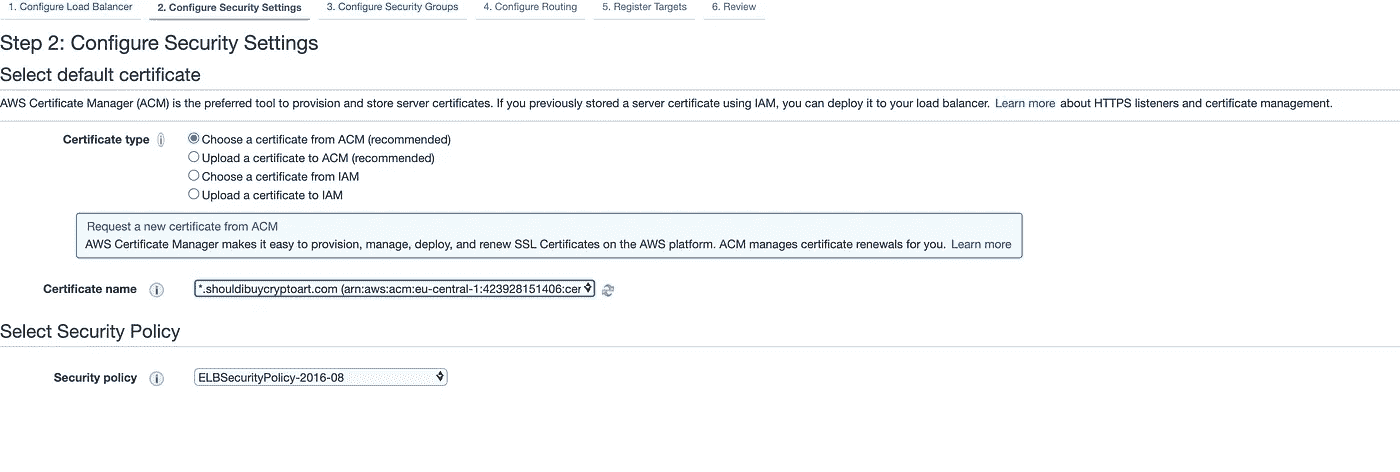 1. Configure Load Balancer 2. Configure Security Settings 3. Configure Security Groups 4. Configure Routing 5. Register Targets 6. Review
Step 2: Configure Security Settings
Select default certificate
AWS Certificate Manager (ACM) is the preferred tool to provision and store server certificates. If you previously stored a server certificate using IAM, you can deploy it to your load balancer. Learn more about HTTPS listeners and certificate management.
Certificate type i Choose a certificate from ACM (recommended)
Upload a certificate to ACM (recommended)
Choose a certificate from IAM
Upload a certificate to IAM
Request a new certificate from ACM
AWS Certificate Manager makes it easy to provision, manage, deploy, and renew SSL Certificates on the AWS platform. ACM manages certificate renewals for you. Learn more
Certificate name i *.shouldibuycryptoart.com (arn:aws:acm:eu-central-1:423928151406:cer
Select Security Policy
Security policy i ELBSecurityPolicy-2016-08